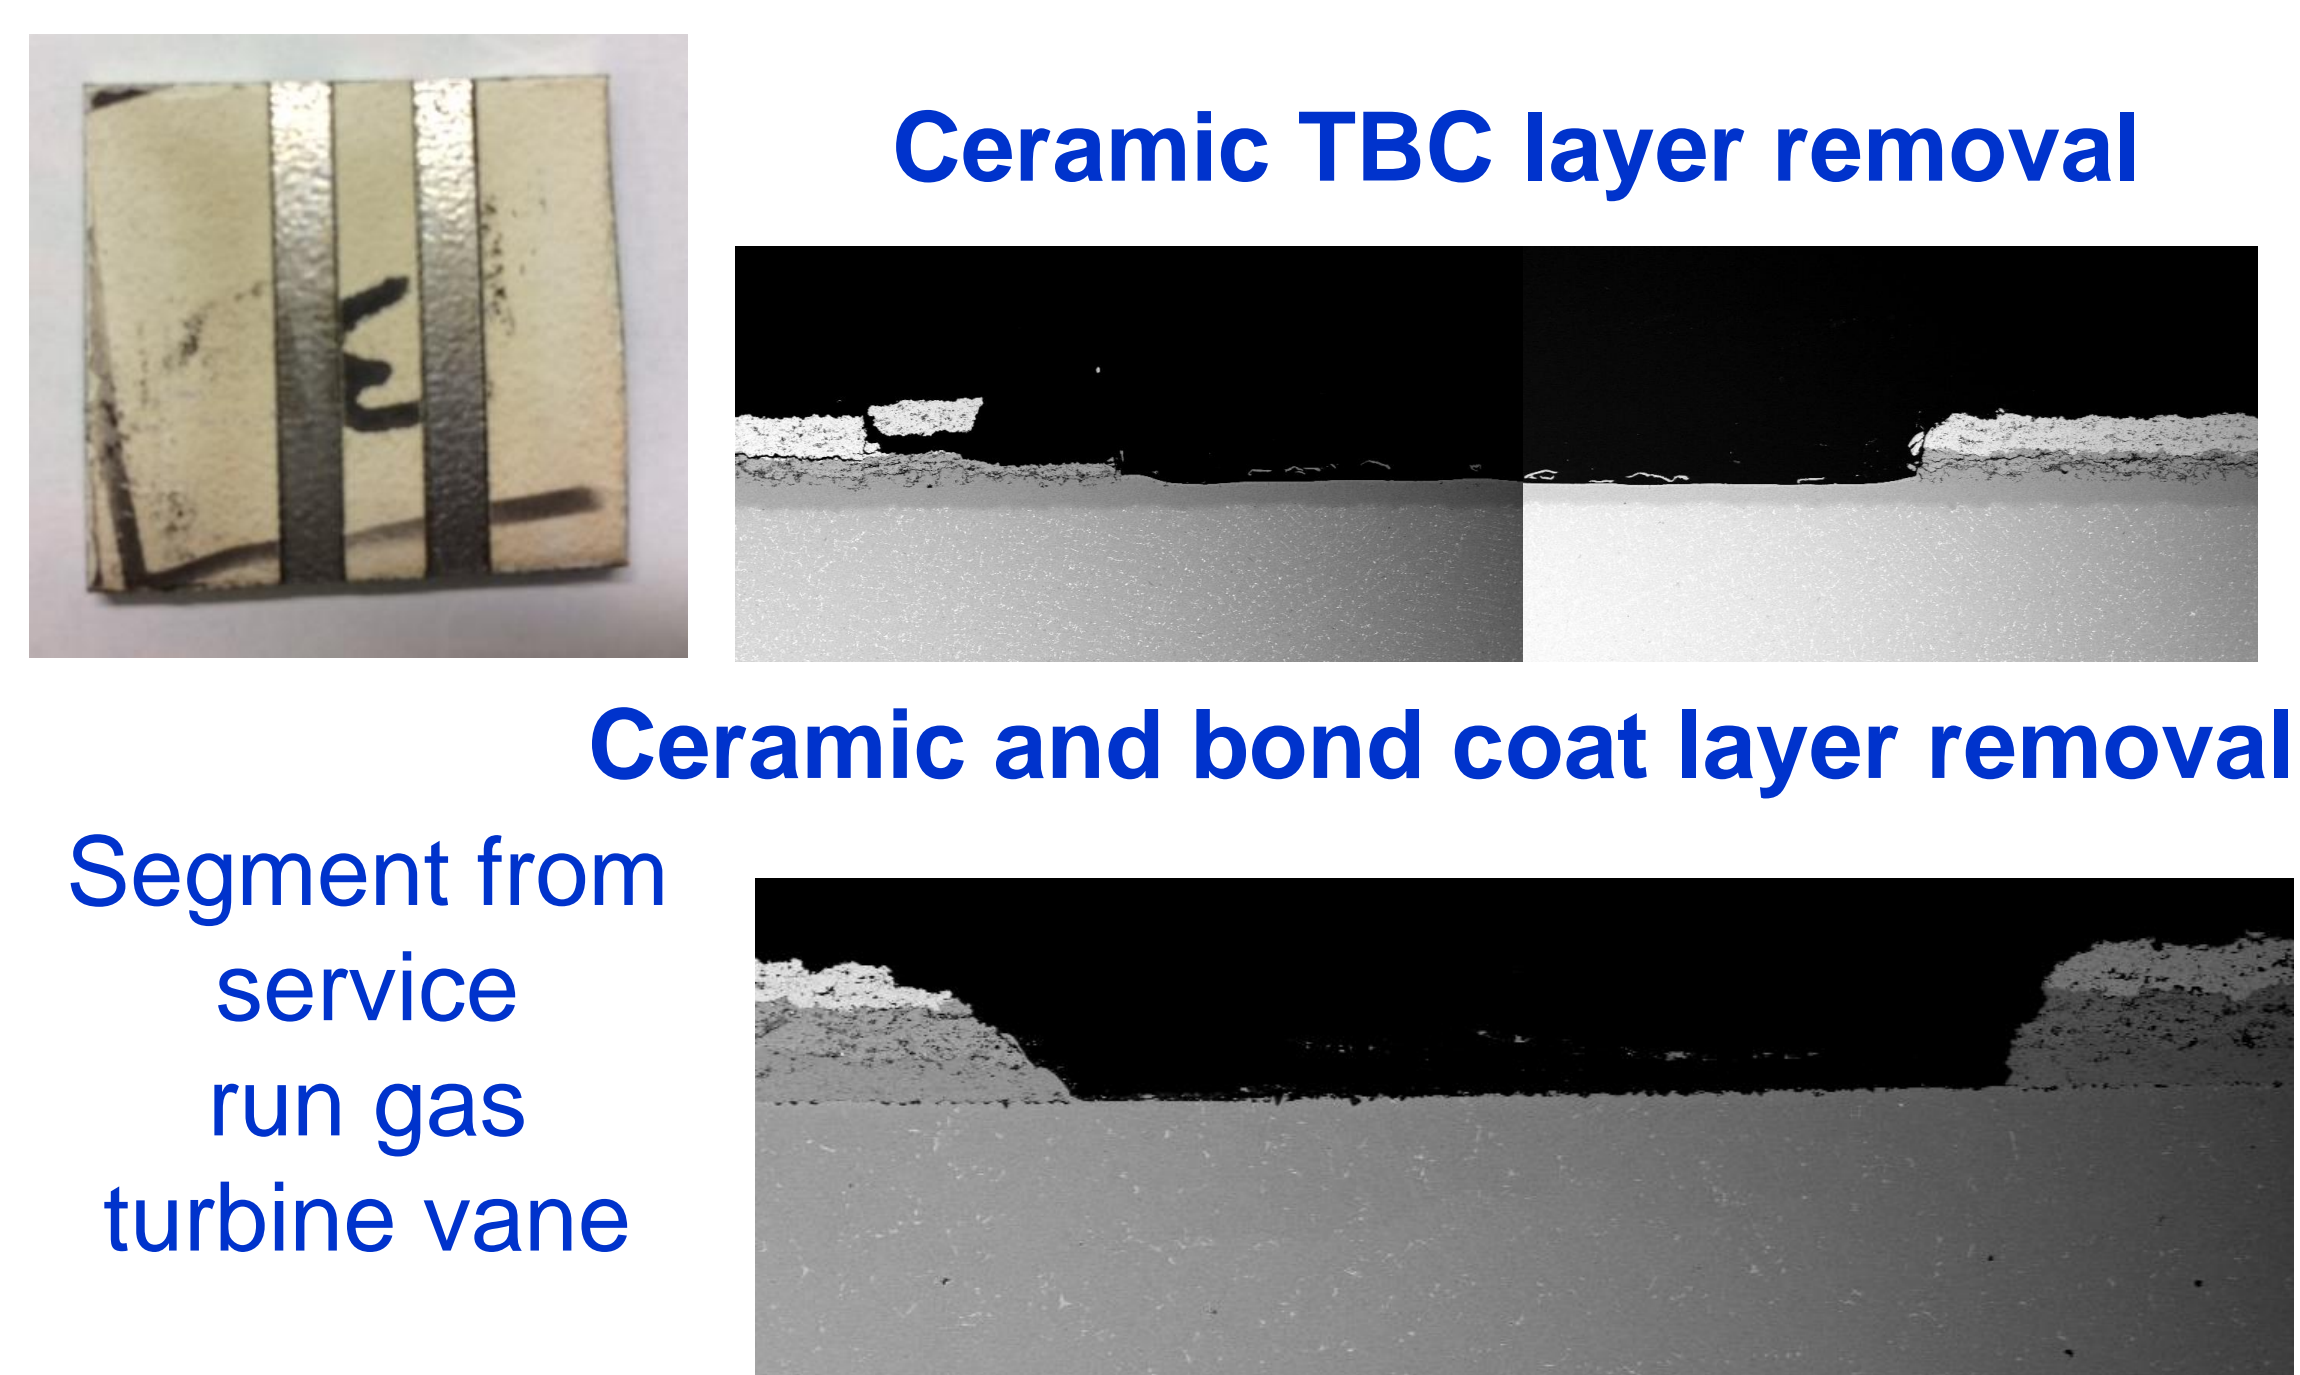 Ceramic TBC layer removal
Ceramic and bond coat layer removal
Segment from
service
run gas
turbine vane